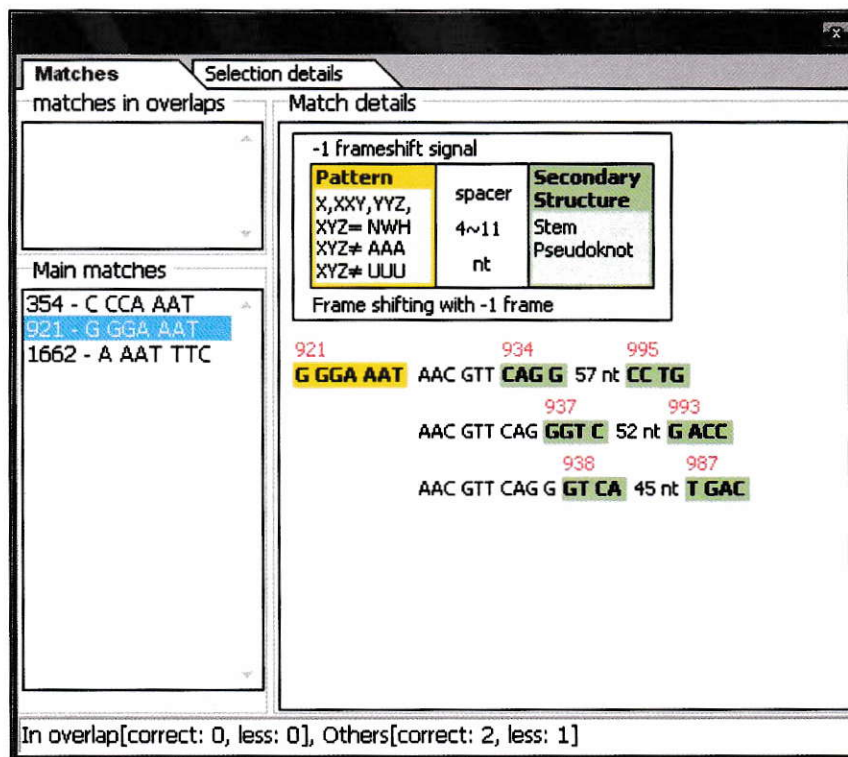 Matches
Selection details
matches in overlaps
Match details
-1 frameshift signal
Pattern
X,XXY,YYZ,
XYZ= NWH
XYZ≠ AAA
XYZ≠ UUU
spacer
4~11
nt
Secondary
Structure
Stem
Pseudoknot
Frame shifting with -1 frame
Main matches
354 - C CCA AAT
921 - G GGA AAT
1662 - A AAT TTC
921 934 995
G GGA AAT AAC GTT CAG G 57 nt CC TG
937 993
AAC GTT CAG GGT C 52 nt G ACC
938 987
AAC GTT CAG G GT CA 45 nt T GAC
In overlap[correct: 0, less: 0], Others[correct: 2, less: 1]